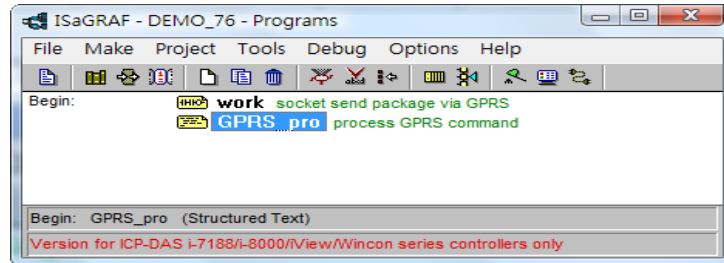 ISaGRAF - DEMO_76 - Programs
File Make Project Tools Debug Options Help
Begin: work socket send package via GPRS
GPRS_pro process GPRS command
Begin: GPRS_pro (Structured Text)
Version for ICP-DAS i-7188/i-8000/iView/Wincon series controllers only